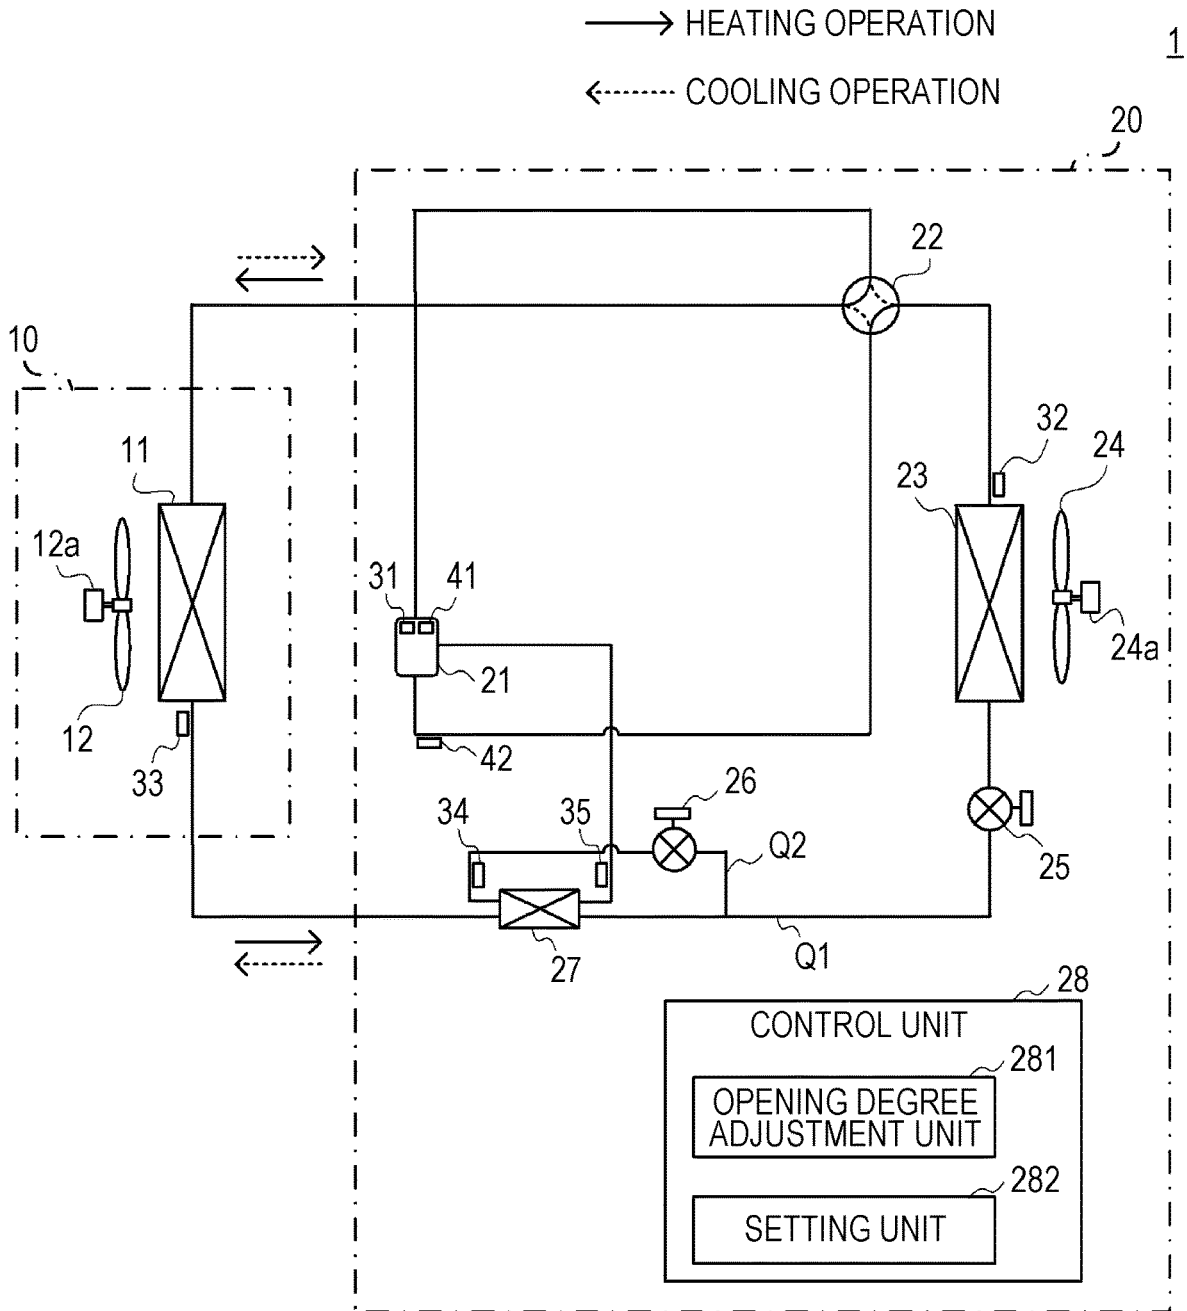 HEATING OPERATION
1
COOLING OPERATION
20
22
10
32
24
11
23
12a
31
41
21
24a
12
33
42
26
34
35
Q2
25
27
Q1
28
CONTROL UNIT
281
OPENING DEGREE
ADJUSTMENT UNIT
282
SETTING UNIT